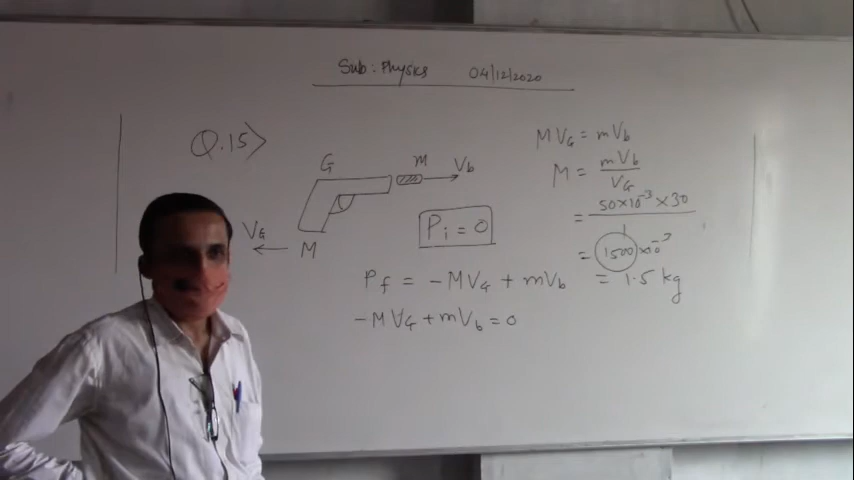 Sub: Physics 04/12/2020
Q.15>
G m Vb
VG M
Pi = 0
Pf = -MVG + mVb
-MVG + mVb = 0
MVG = mVb
M = mVb / VG
= 50×10⁻³ × 30 / 1
= 1500×10⁻³
= 1.5 kg